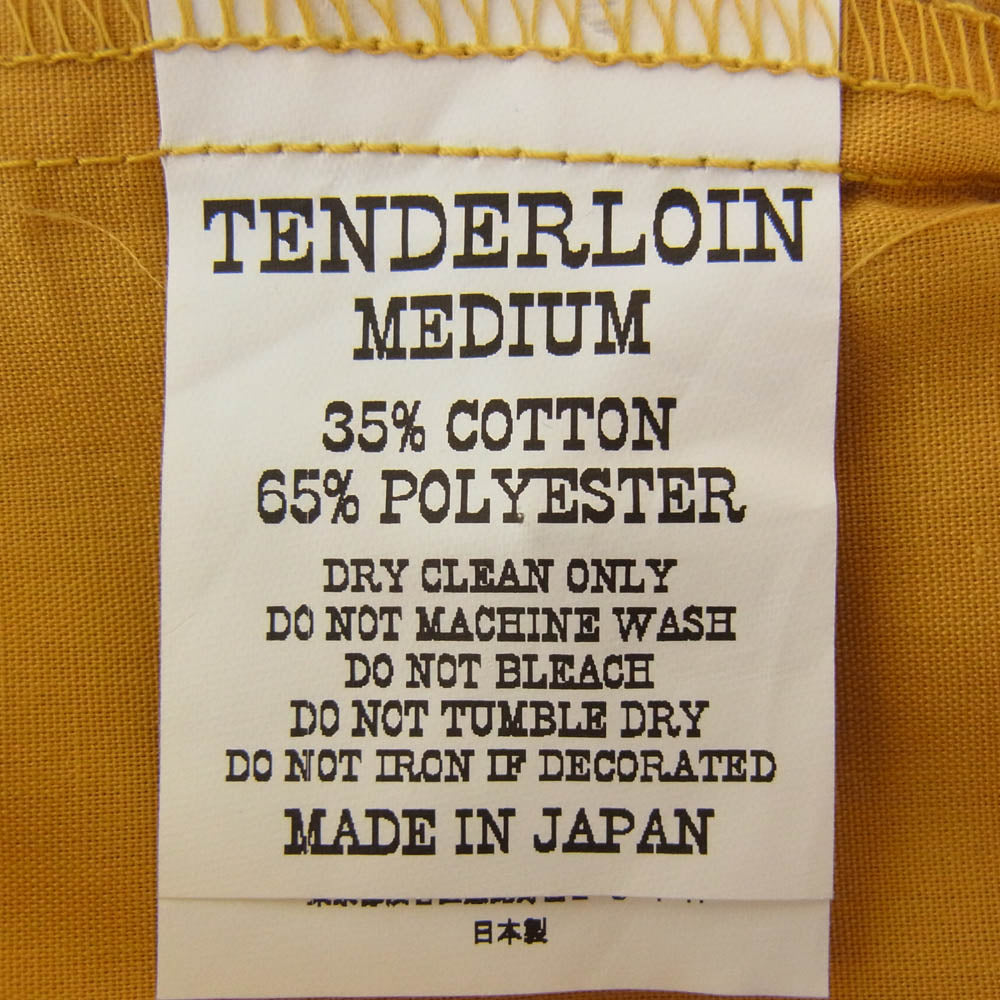 TENDERLOIN
MEDIUM
35% COTTON
65% POLYESTER
DRY CLEAN ONLY
DO NOT MACHINE WASH
DO NOT BLEACH
DO NOT TUMBLE DRY
DO NOT IRON IF DECORATED
MADE IN JAPAN
日本製